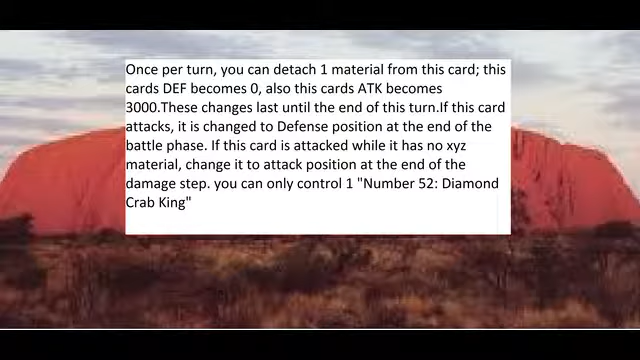 Once per turn, you can detach 1 material from this card; this
cards DEF becomes 0, also this cards ATK becomes
3000.These changes last until the end of this turn.If this card
attacks, it is changed to Defense position at the end of the
battle phase. If this card is attacked while it has no xyz
material, change it to attack position at the end of the
damage step. you can only control 1 "Number 52: Diamond
Crab King"